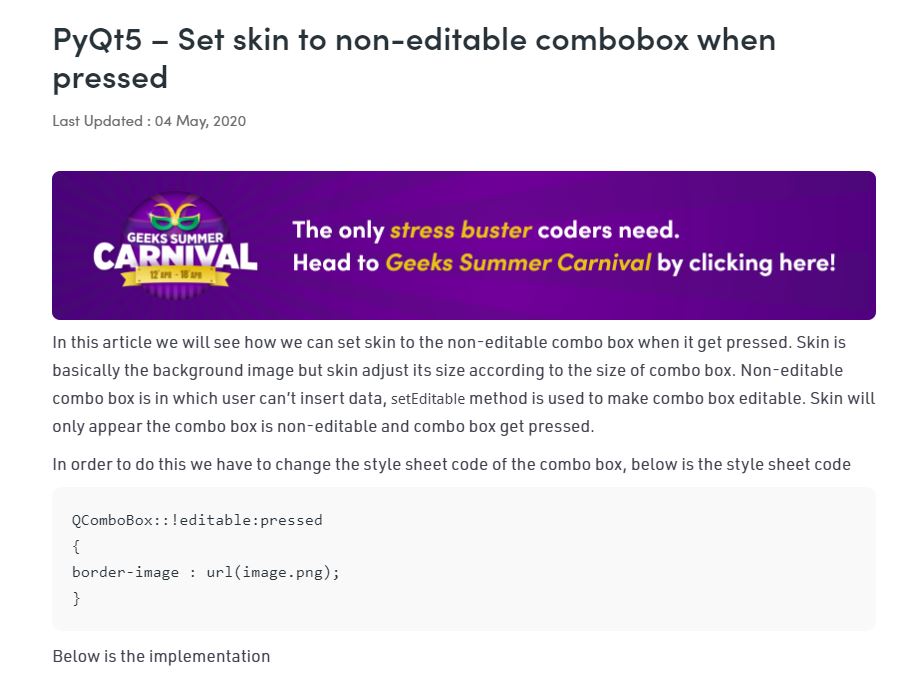 PyQt5 – Set skin to non-editable combobox when
pressed
Last Updated : 04 May, 2020
GEEKS SUMMER
CARNIVAL
12 APR - 18 APR
The only stress buster coders need.
Head to Geeks Summer Carnival by clicking here!
In this article we will see how we can set skin to the non-editable combo box when it get pressed. Skin is
basically the background image but skin adjust its size according to the size of combo box. Non-editable
combo box is in which user can’t insert data, setEditable method is used to make combo box editable. Skin will
only appear the combo box is non-editable and combo box get pressed.
In order to do this we have to change the style sheet code of the combo box, below is the style sheet code
QComboBox::!editable:pressed
{
border-image : url(image.png);
}
Below is the implementation